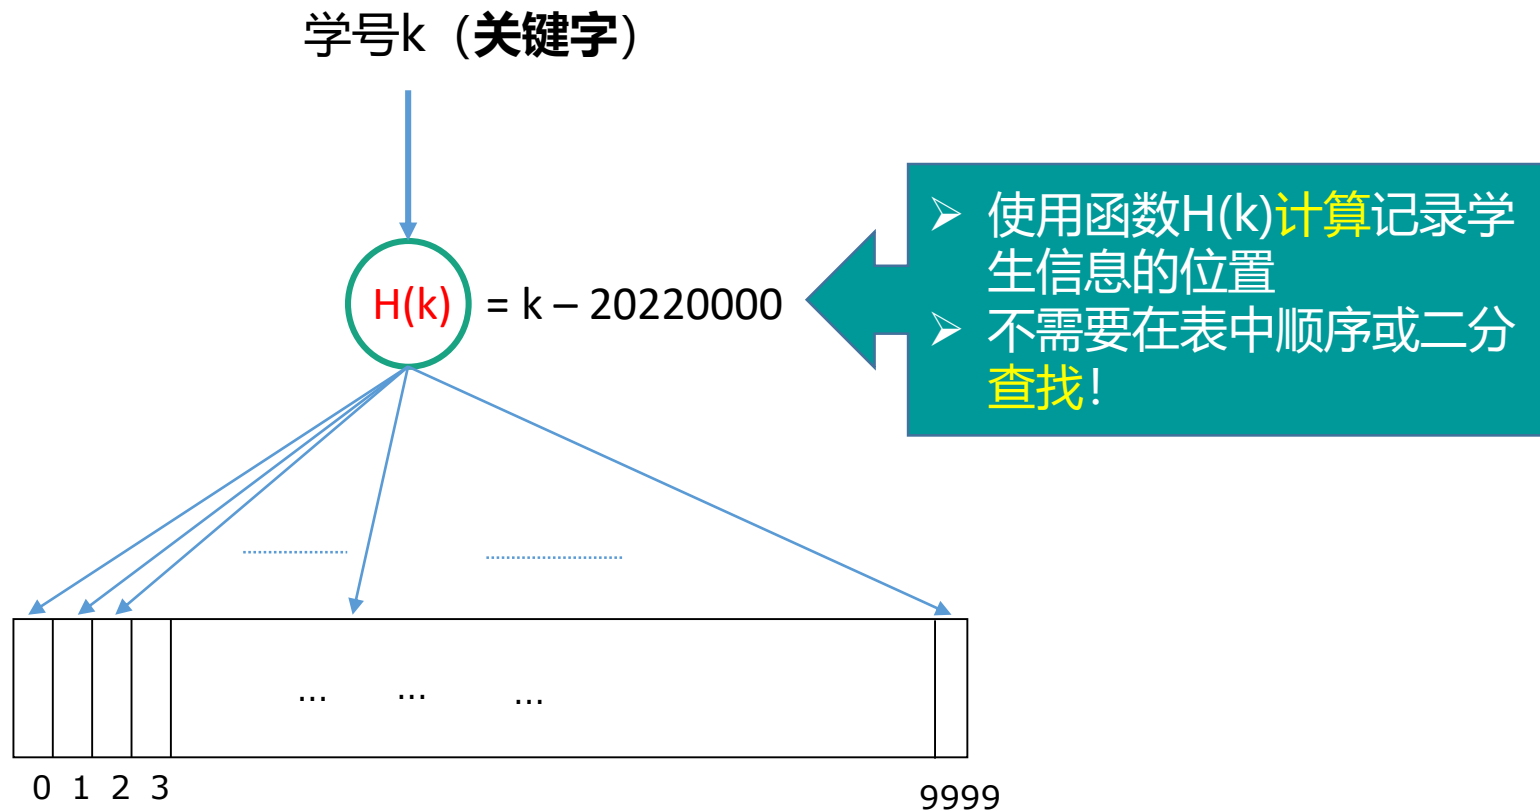 学号k（关键字）
H(k) = k – 20220000
➢ 使用函数H(k)计算记录学
生信息的位置
➢ 不需要在表中顺序或二分
查找！
... ... ...
0 1 2 3 9999